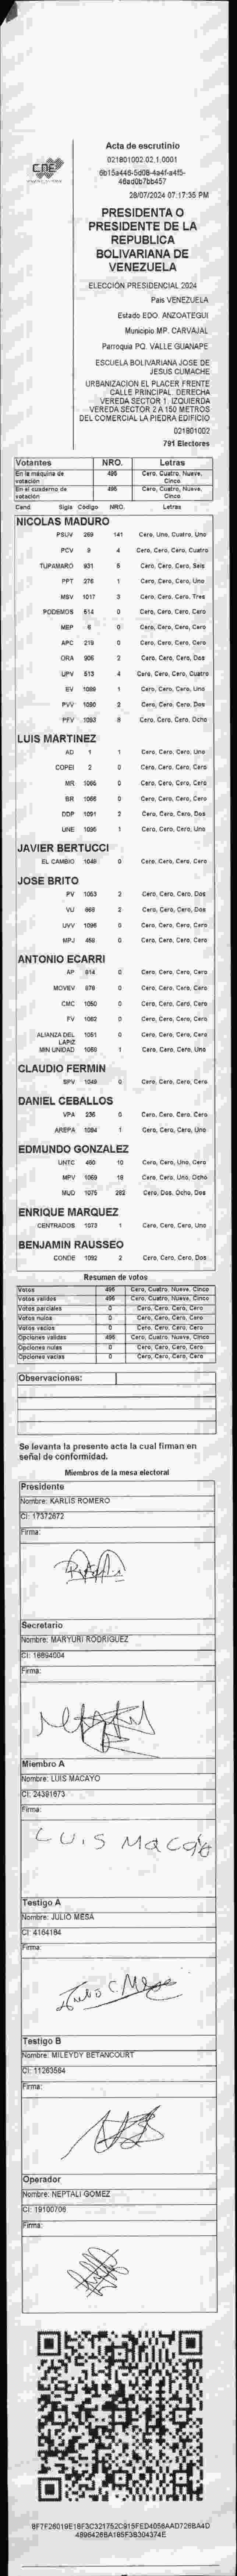 CNE
Acta de escrutinio
021801002.02.1.0001
28/07/2024 07:17:35 PM
PRESIDENTA O
PRESIDENTE DE LA
REPUBLICA
BOLIVARIANA DE
VENEZUELA
ELECCIÓN PRESIDENCIAL 2024
País VENEZUELA
Estado EDO. ANZOATEGUI
Municipio MP. CARVAJAL
Parroquia PQ. VALLE GUANAPE
ESCUELA BOLIVARIANA JOSE DE
JESUS CUMACHE
URBANIZACION EL PLACER FRENTE
CALLE PRINCIPAL. DERECHA
VEREDA SECTOR 1. IZQUIERDA
VEREDA SECTOR 2 A 150 METROS
DEL COMERCIAL LA PIEDRA EDIFICIO
021801002
791 Electores
Votantes NRO. Letras
En la máquina de votación 495 Cero, Cuatro, Nueve, Cinco
En el cuaderno de votación 495 Cero, Cuatro, Nueve, Cinco
Cand Sigla Código NRO. Letras
NICOLAS MADURO
PSUV 269 141 Cero, Uno, Cuatro, Uno
PCV 9 4 Cero, Cero, Cero, Cuatro
TUPAMARO 931 Cero, Cero, Cero, Seis
PPT 276 1 Cero, Cero, Cero, Uno
MSV 1017 3 Cero, Cero, Cero, Tres
PODEMOS 514 0 Cero, Cero, Cero, Cero
MEP 6 0 Cero, Cero, Cero, Cero
APC 219 0 Cero, Cero, Cero, Cero
ORA 905 2 Cero, Cero, Cero, Dos
UPV 513 4 Cero, Cero, Cero, Cuatro
EV 1089 1 Cero, Cero, Cero, Uno
PVV 1090 2 Cero, Cero, Cero, Dos
PFV 1093 8 Cero, Cero, Cero, Ocho
LUIS MARTINEZ
AD 1 1 Cero, Cero, Cero, Uno
COPEI 2 0 Cero, Cero, Cero, Cero
MR 1065 0 Cero, Cero, Cero, Cero
BR 1066 0 Cero, Cero, Cero, Cero
DDP 1091 2 Cero, Cero, Cero, Dos
UNE 1095 1 Cero, Cero, Cero, Uno
JAVIER BERTUCCI
EL CAMBIO 1048 0 Cero, Cero, Cero, Cero
JOSE BRITO
PV 1053 2 Cero, Cero, Cero, Dos
VU 668 2 Cero, Cero, Cero, Dos
UVV 1096 0 Cero, Cero, Cero, Cero
MPJ 458 0 Cero, Cero, Cero, Cero
ANTONIO ECARRI
AP 914 0 Cero, Cero, Cero, Cero
MOVEV 878 0 Cero, Cero, Cero, Cero
CMC 1050 0 Cero, Cero, Cero, Cero
FV 1082 0 Cero, Cero, Cero, Cero
ALIANZA DEL LAPIZ 1051 0 Cero, Cero, Cero, Cero
MIN UNIDAD 1089 1 Cero, Cero, Cero, Uno
CLAUDIO FERMIN
SPV 1049 0 Cero, Cero, Cero, Cero
DANIEL CEBALLOS
VPA 236 0 Cero, Cero, Cero, Cero
AREPA 1094 1 Cero, Cero, Cero, Uno
EDMUNDO GONZALEZ
UNTC 480 10 Cero, Cero, Uno, Cero
MPV 1069 18 Cero, Cero, Uno, Ocho
MUD 1075 282 Cero, Dos, Ocho, Dos
ENRIQUE MARQUEZ
CENTRADOS 1073 1 Cero, Cero, Cero, Uno
BENJAMIN RAUSSEO
CONDE 1092 2 Cero, Cero, Cero, Dos
Resumen de votos
Votos 495 Cero, Cuatro, Nueve, Cinco
Votos validos 495 Cero, Cuatro, Nueve, Cinco
Votos parciales 0 Cero, Cero, Cero, Cero
Votos nulos 0 Cero, Cero, Cero, Cero
Votos vacios 0 Cero, Cero, Cero, Cero
Opciones validas 495 Cero, Cuatro, Nueve, Cinco
Opciones nulas 0 Cero, Cero, Cero, Cero
Opciones vacias 0 Cero, Cero, Cero, Cero
Observaciones:
Se levanta la presente acta la cual firman en
señal de conformidad.
Miembros de la mesa electoral
Presidente
Nombre: KARLIS ROMERO
CI: 17372672
Firma:
Secretario
Nombre: MARYURI RODRIGUEZ
CI: 16894004
Firma:
Miembro A
Nombre: LUIS MACAYO
CI: 24391673
Firma:
LUIS Macayo
Testigo A
Nombre: JULIO MESA
CI: 4164184
Firma:
Julio C. Mesa
Testigo B
Nombre: MILEYDY BETANCOURT
CI: 11263564
Firma:
Operador
Nombre: NEPTALI GOMEZ
CI: 19100706
Firma: